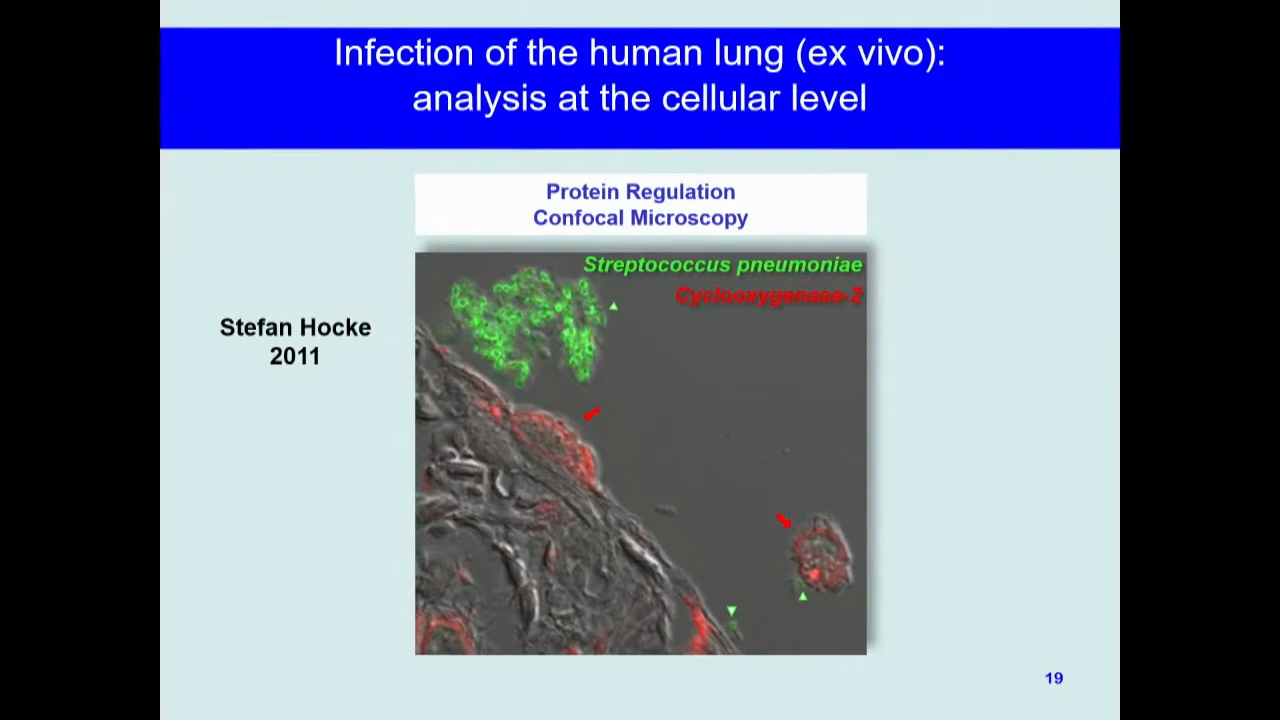 Infection of the human lung (ex vivo):
analysis at the cellular level
Protein Regulation
Confocal Microscopy
Streptococcus pneumoniae
Cyclooxygenase-2
Stefan Hocke
2011
19